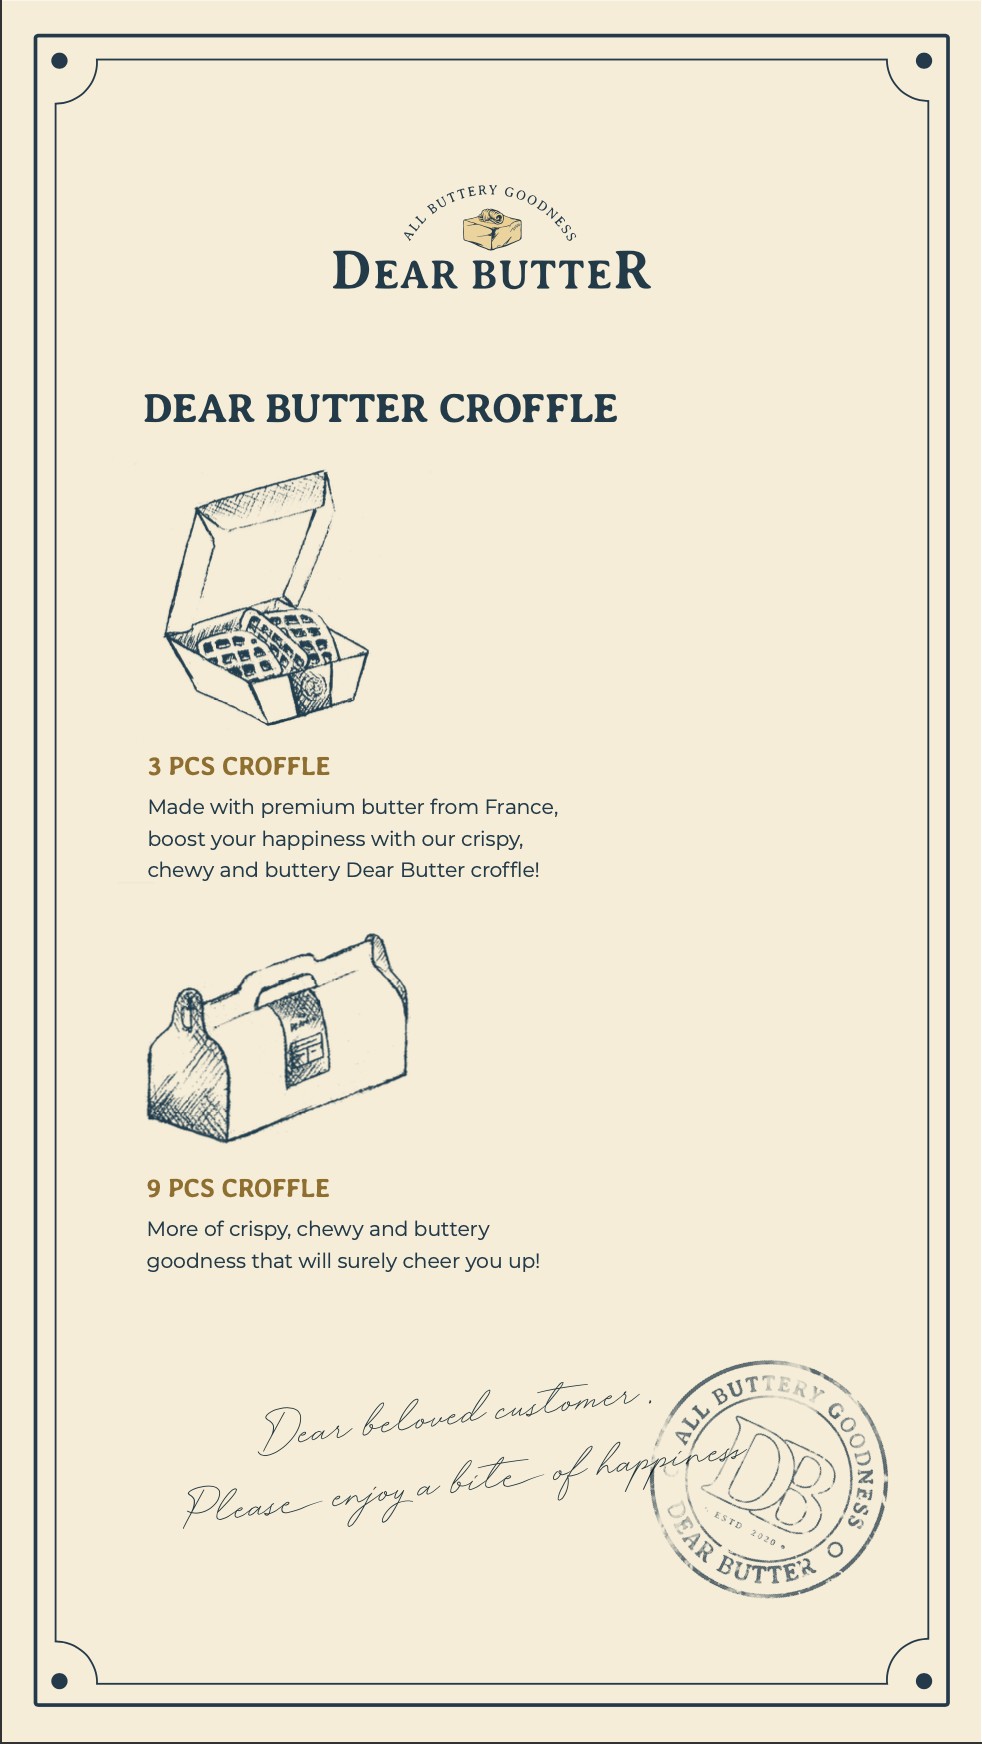 ALL BUTTERY GOODNESS
DEAR BUTTER
DEAR BUTTER CROFFLE
3 PCS CROFFLE
Made with premium butter from France,
boost your happiness with our crispy,
chewy and buttery Dear Butter croffle!
9 PCS CROFFLE
More of crispy, chewy and buttery
goodness that will surely cheer you up!
Dear beloved customer.
Please enjoy a bite of happiness
ALL BUTTERY GOODNESS
DB
ESTD 2020
DEAR BUTTER